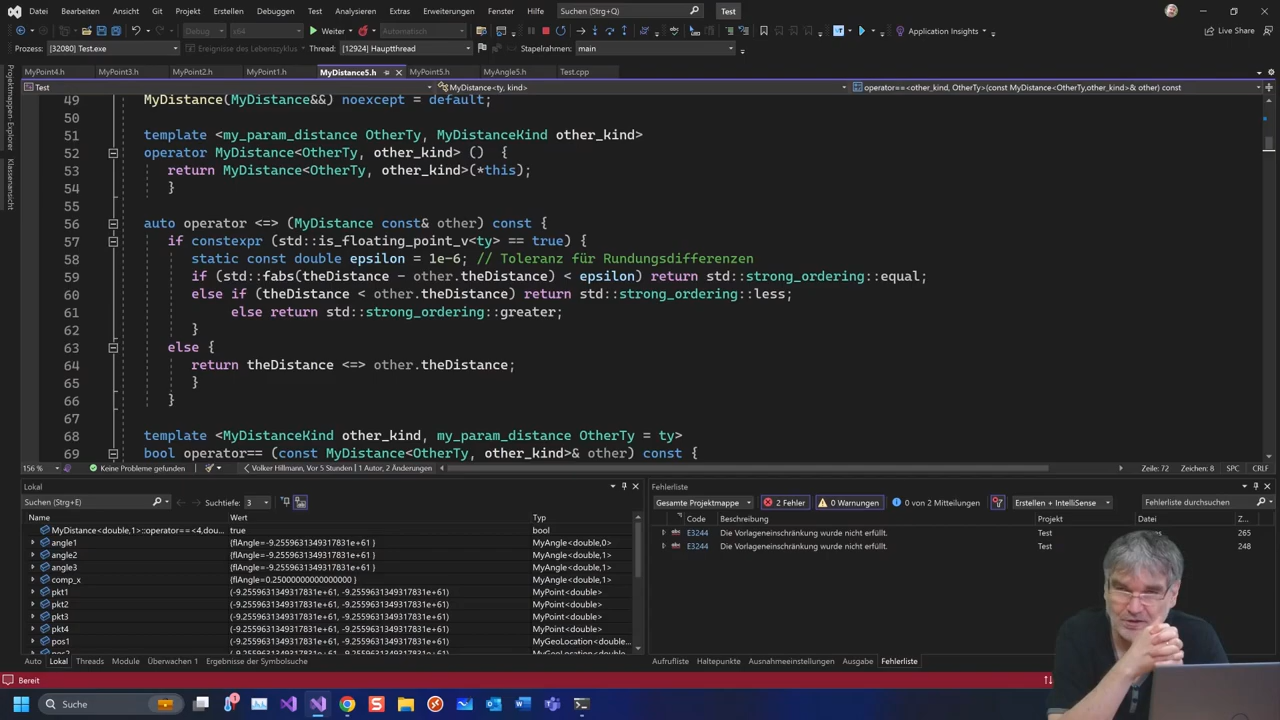 Datei Bearbeiten Ansicht Git Projekt Erstellen Debuggen Test Analysieren Extras Erweiterungen Fenster Hilfe Suchen (Strg+Q) Test
Debug x64 Weiter Automatisch Application Insights Live Share
Prozess: [32080] Test.exe Ereignisse des Lebenszyklus Thread: [12924] Hauptthread Stapelrahmen: main
MyPoint4.h MyPoint3.h MyPoint2.h MyPoint1.h MyDistance5.h MyPoint5.h MyAngle5.h Test.cpp
Test MyDistance<ty, kind> operator==<other_kind, OtherTy>(const MyDistance<OtherTy,other_kind>& other) const
Projektmappen-Explorer
Klassenansicht
49 MyDistance(MyDistance&&) noexcept = default;
50
51 template <my_param_distance OtherTy, MyDistanceKind other_kind>
52 operator MyDistance<OtherTy, other_kind> () {
53 return MyDistance<OtherTy, other_kind>(*this);
54 }
55
56 auto operator <=> (MyDistance const& other) const {
57 if constexpr (std::is_floating_point_v<ty> == true) {
58 static const double epsilon = 1e-6; // Toleranz für Rundungsdifferenzen
59 if (std::fabs(theDistance - other.theDistance) < epsilon) return std::strong_ordering::equal;
60 else if (theDistance < other.theDistance) return std::strong_ordering::less;
61 else return std::strong_ordering::greater;
62 }
63 else {
64 return theDistance <=> other.theDistance;
65 }
66 }
67
68 template <MyDistanceKind other_kind, my_param_distance OtherTy = ty>
69 bool operator== (const MyDistance<OtherTy, other_kind>& other) const {
156 % Keine Probleme gefunden Volker Hillmann, Vor 5 Stunden | 1 Autor, 2 Änderungen Zeile: 72 Zeichen: 8 SPC CRLF
Lokal
Suchen (Strg+E) Suchtiefe: 3
Name Wert Typ
MyDistance<double,1>::operator==<4,dou... true bool
angle1 {flAngle=-9.2559631349317831e+61 } MyAngle<double,0>
angle2 {flAngle=-9.2559631349317831e+61 } MyAngle<double,1>
angle3 {flAngle=-9.2559631349317831e+61 } MyAngle<double,1>
comp_x {flAngle=0.25000000000000000 } MyAngle<double,1>
pkt1 (-9.2559631349317831e+61, -9.2559631349317831e+61) MyPoint<double>
pkt2 (-9.2559631349317831e+61, -9.2559631349317831e+61) MyPoint<double>
pkt3 (-9.2559631349317831e+61, -9.2559631349317831e+61) MyPoint<double>
pkt4 (-9.2559631349317831e+61, -9.2559631349317831e+61) MyPoint<double>
pos1 (-9.2559631349317831e+61, -9.2559631349317831e+61) MyGeoLocation<double...
Auto Lokal Threads Module Überwachen 1 Ergebnisse der Symbolsuche
Fehlerliste
Gesamte Projektmappe 2 Fehler 0 Warnungen 0 von 2 Mitteilungen Erstellen + IntelliSense Fehlerliste durchsuchen
Code Beschreibung Projekt Datei Z...
E3244 Die Vorlageneinschränkung wurde nicht erfüllt. Test 265
E3244 Die Vorlageneinschränkung wurde nicht erfüllt. Test 248
Aufrufliste Haltepunkte Ausnahmeeinstellungen Ausgabe Fehlerliste
Bereit
Suche